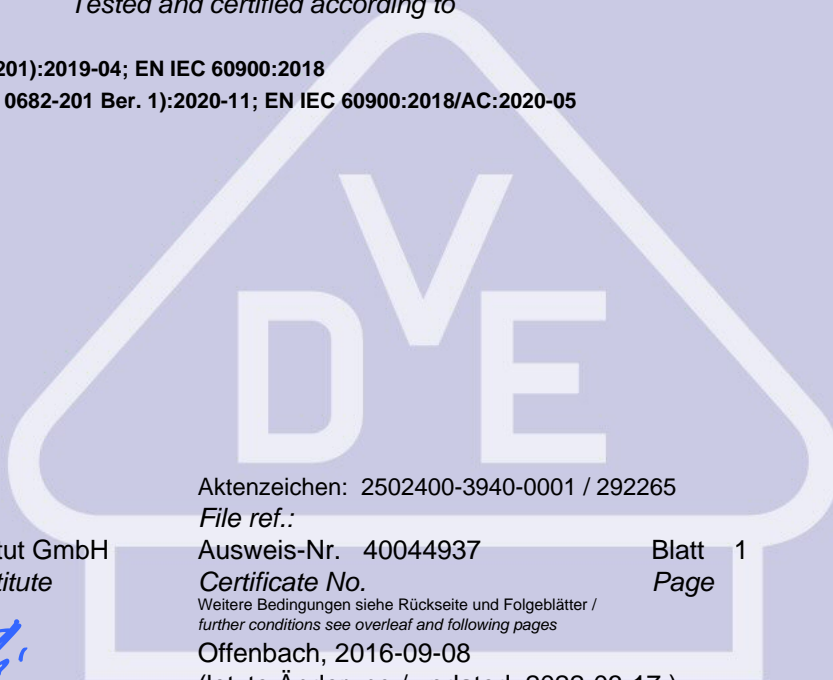 Tested and certified according to
201):2019-04; EN IEC 60900:2018
0682-201 Ber. 1):2020-11; EN IEC 60900:2018/AC:2020-05
V
D E
Aktenzeichen: 2502400-3940-0001 / 292265
File ref.:
tut GmbH Ausweis-Nr. 40044937 Blatt 1
titute Certificate No. Page
Weitere Bedingungen siehe Rückseite und Folgeblätter /
further conditions see overleaf and following pages
Offenbach, 2016-09-08
(letzte Änderung / updated